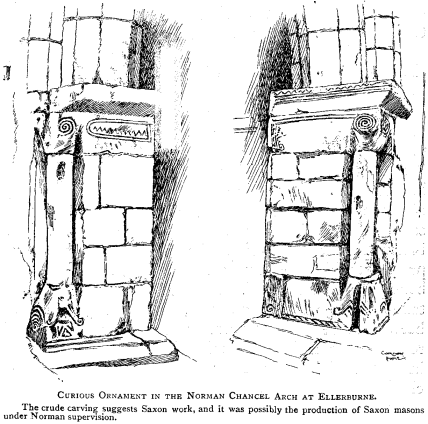 CURIOUS ORNAMENT IN THE NORMAN CHANCEL ARCH AT ELLERBURNE.
The crude carving suggests Saxon work, and it was possibly the production of Saxon masons
under Norman supervision.